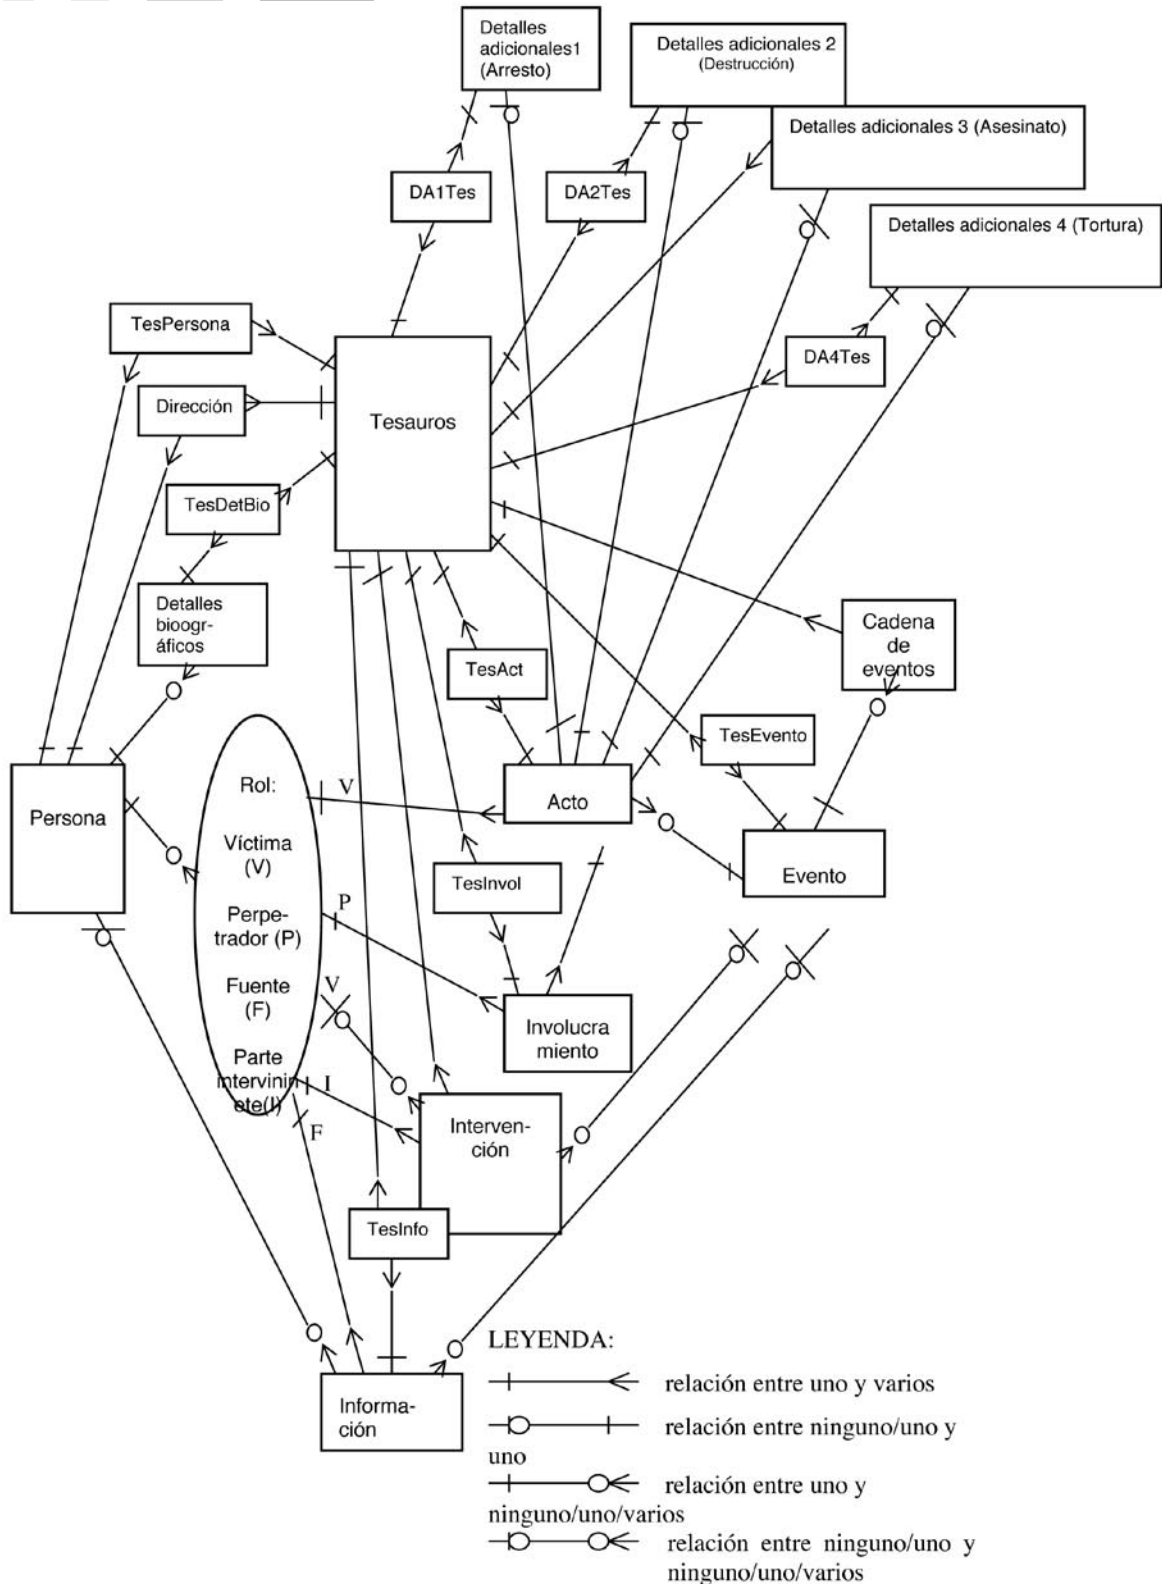 Detalles
adicionales1
(Arresto)
Detalles adicionales 2
(Destrucción)
Detalles adicionales 3 (Asesinato)
DA1Tes
DA2Tes
Detalles adicionales 4 (Tortura)
TesPersona
DA4Tes
Dirección
Tesauros
TesDetBio
Detalles
bioogr-
áficos
Cadena
de
eventos
TesAct
TesEvento
Persona
Rol:
V
Acto
Víctima
(V)
Evento
TesInvol
P
Perpe-
trador (P)
Fuente
(F)
V
Involucra
miento
Parte
intervinin
ete(I)
I
F
Interven-
ción
TesInfo
Informa-
ción
LEYENDA:
relación entre uno y varios
relación entre ninguno/uno y
uno
relación entre uno y
ninguno/uno/varios
relación entre ninguno/uno y
ninguno/uno/varios